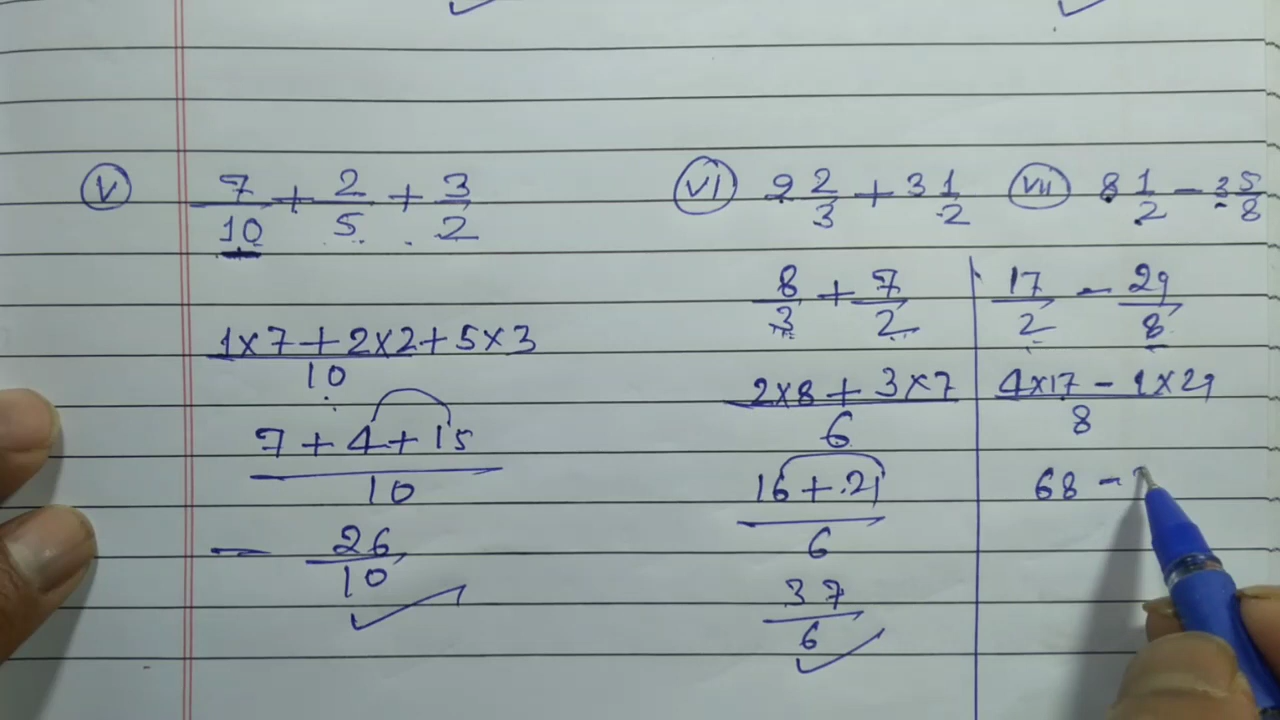 (v) 7/10 + 2/5 + 3/2
1×7 + 2×2 + 5×3 / 10
7 + 4 + 15 / 10
— 26/10
(vi) 2 2/3 + 3 1/2
8/3 + 7/2
2×8 + 3×7 / 6
16 + 21 / 6
37/6
(vii) 8 1/2 − 3 5/8
17/2 − 29/8
4×17 − 1×29 / 8
68 −